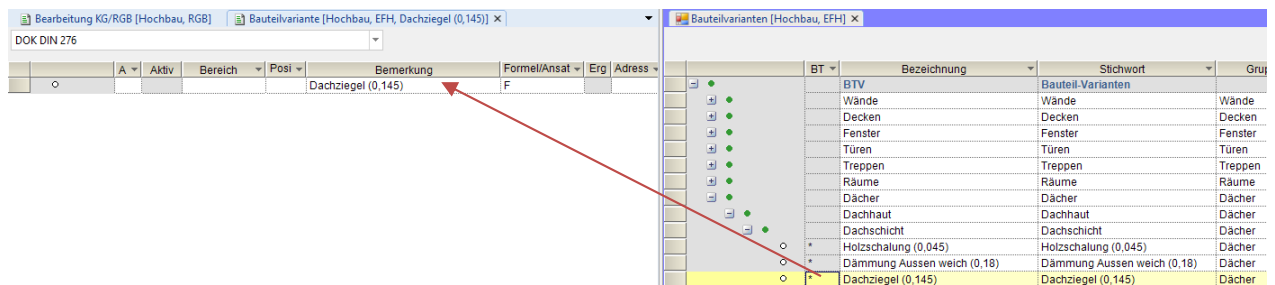 Bearbeitung KG/RGB [Hochbau, RGB] Bauteilvariante [Hochbau, EFH, Dachziegel (0,145)]
DOK DIN 276
A Aktiv Bereich Posi Bemerkung Formel/Ansat Erg Adress
Dachziegel (0,145) F
Bauteilvarianten [Hochbau, EFH]
BT Bezeichnung Stichwort Grup
BTV Bauteil-Varianten
Wände Wände Wände
Decken Decken Decken
Fenster Fenster Fenster
Türen Türen Türen
Treppen Treppen Treppen
Räume Räume Räume
Dächer Dächer Dächer
Dachhaut Dachhaut Dächer
Dachschicht Dachschicht Dächer
* Holzschalung (0,045) Holzschalung (0,045) Dächer
* Dämmung Aussen weich (0,18) Dämmung Aussen weich (0,18) Dächer
* Dachziegel (0,145) Dachziegel (0,145) Dächer